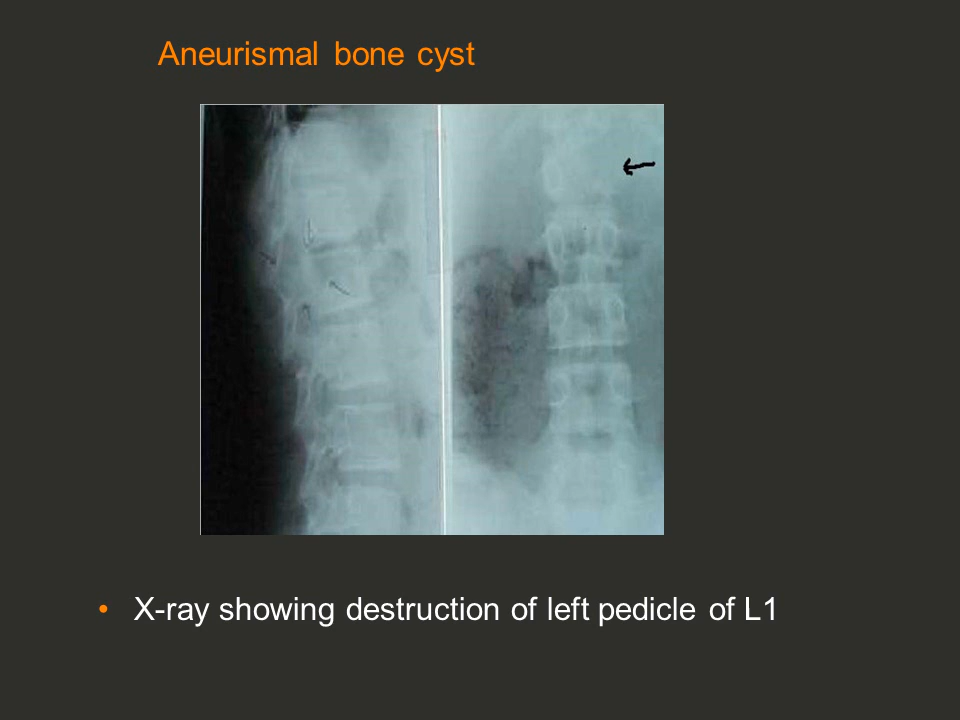 Aneurismal bone cyst
• X-ray showing destruction of left pedicle of L1